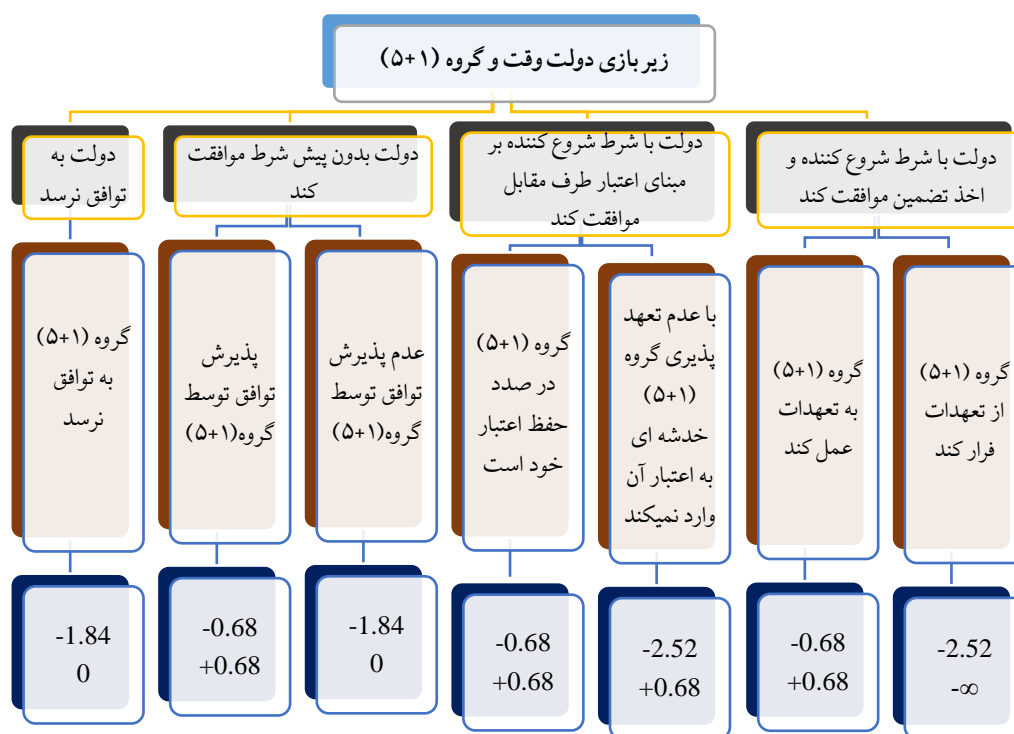 زیر بازی دولت وقت و گروه (۵+۱)
دولت با شرط شروع کننده و
اخذ تضمین موافقت کند
دولت با شرط شروع کننده بر
مبنای اعتبار طرف مقابل
موافقت کند
دولت بدون پیش شرط موافقت
کند
دولت به
توافق نرسد
گروه (۵+۱)
از تعهدات
فرار کند
گروه (۵+۱)
به تعهدات
عمل کند
با عدم تعهد
پذیری گروه
(۵+۱)
خدشه ای
به اعتبار آن
وارد نمیکند
گروه (۵+۱)
در صدد
حفظ اعتبار
خود است
عدم پذیرش
توافق توسط
گروه(۵+۱)
پذیرش
توافق توسط
گروه(۵+۱)
گروه (۵+۱)
به توافق
نرسد
-2.52
-∞
-0.68
+0.68
-2.52
+0.68
-0.68
+0.68
-1.84
0
-0.68
+0.68
-1.84
0